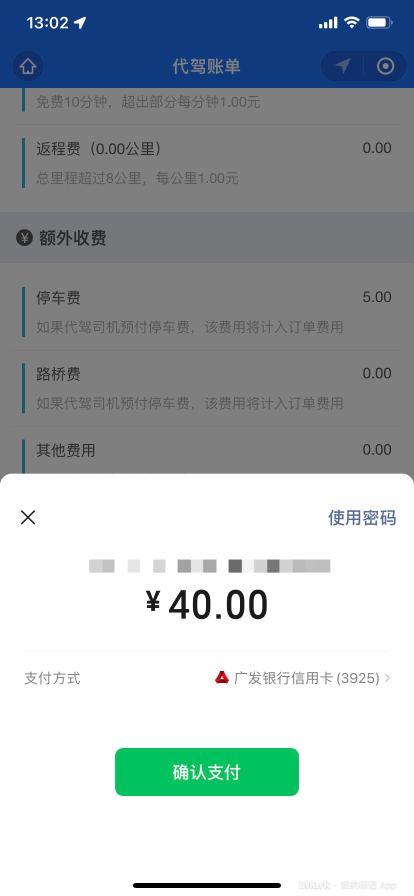 13:02
代驾账单
免费10分钟，超出部分每分钟1.00元
返程费（0.00公里）
0.00
总里程超过8公里，每公里1.00元
¥ 额外收费
停车费
5.00
如果代驾司机预付停车费，该费用将计入订单费用
路桥费
0.00
如果代驾司机预付停车费，该费用将计入订单费用
其他费用
0.00
使用密码
¥ 40.00
支付方式
广发银行信用卡 (3925)
确认支付